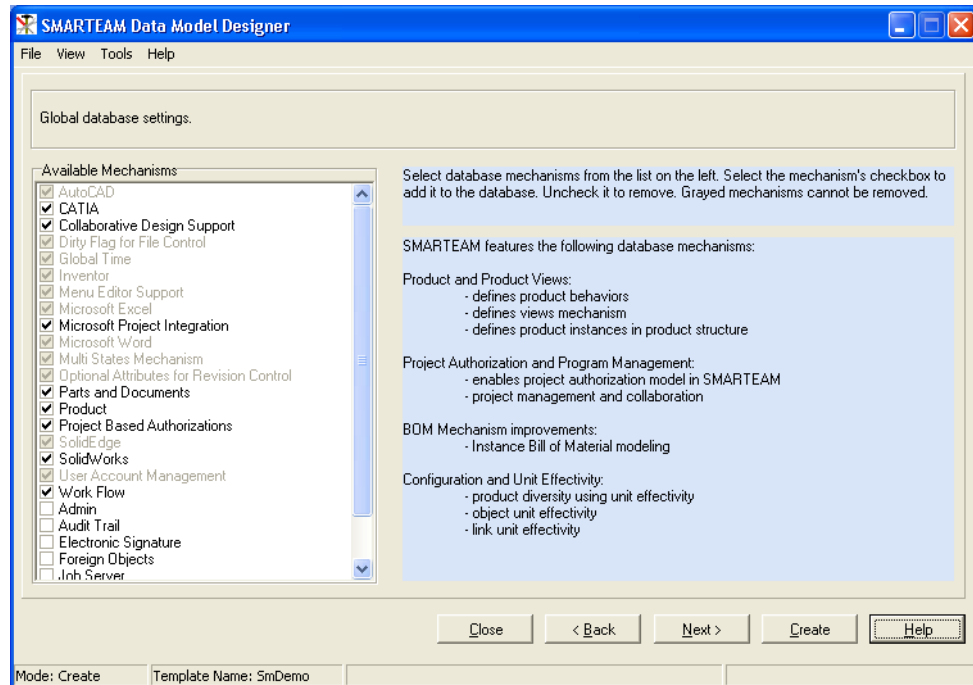 SMARTEAM Data Model Designer
File View Tools Help
Global database settings.
Available Mechanisms
AutoCAD
CATIA
Collaborative Design Support
Dirty Flag for File Control
Global Time
Inventor
Menu Editor Support
Microsoft Excel
Microsoft Project Integration
Microsoft Word
Multi States Mechanism
Optional Attributes for Revision Control
Parts and Documents
Product
Project Based Authorizations
SolidEdge
SolidWorks
User Account Management
Work Flow
Admin
Audit Trail
Electronic Signature
Foreign Objects
Job Server
Select database mechanisms from the list on the left. Select the mechanism's checkbox to
add it to the database. Uncheck it to remove. Grayed mechanisms cannot be removed.
SMARTEAM features the following database mechanisms:
Product and Product Views:
- defines product behaviors
- defines views mechanism
- defines product instances in product structure
Project Authorization and Program Management:
- enables project authorization model in SMARTEAM
- project management and collaboration
BOM Mechanism improvements:
- Instance Bill of Material modeling
Configuration and Unit Effectivity:
- product diversity using unit effectivity
- object unit effectivity
- link unit effectivity
Close < Back Next > Create Help
Mode: Create Template Name: SmDemo